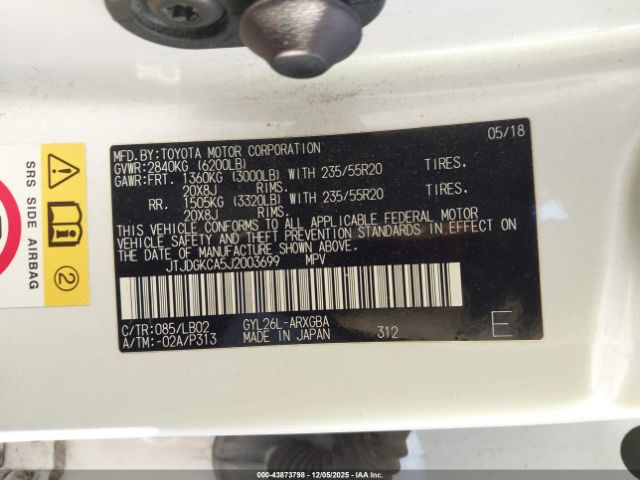 MFD. BY: TOYOTA MOTOR CORPORATION 05/18
GVWR: 2840KG (6200LB)
GAWR: FRT. 1360KG (3000LB) WITH 235/55R20 TIRES,
20X8J RIMS.
RR. 1505KG (3320LB) WITH 235/55R20 TIRES,
20X8J RIMS.
THIS VEHICLE CONFORMS TO ALL APPLICABLE FEDERAL MOTOR
VEHICLE SAFETY AND THEFT PREVENTION STANDARDS IN EFFECT ON
THE DATE OF MANUFACTURE SHOWN ABOVE.
JTJDGKCA5J2003699 MPV
C/TR: 085/LB02 GYL26L-ARXGBA
A/TM: -02A/P313 MADE IN JAPAN 312 E
SRS SIDE AIRBAG
2
000-43873798 - 12/05/2025 - IAA, Inc.